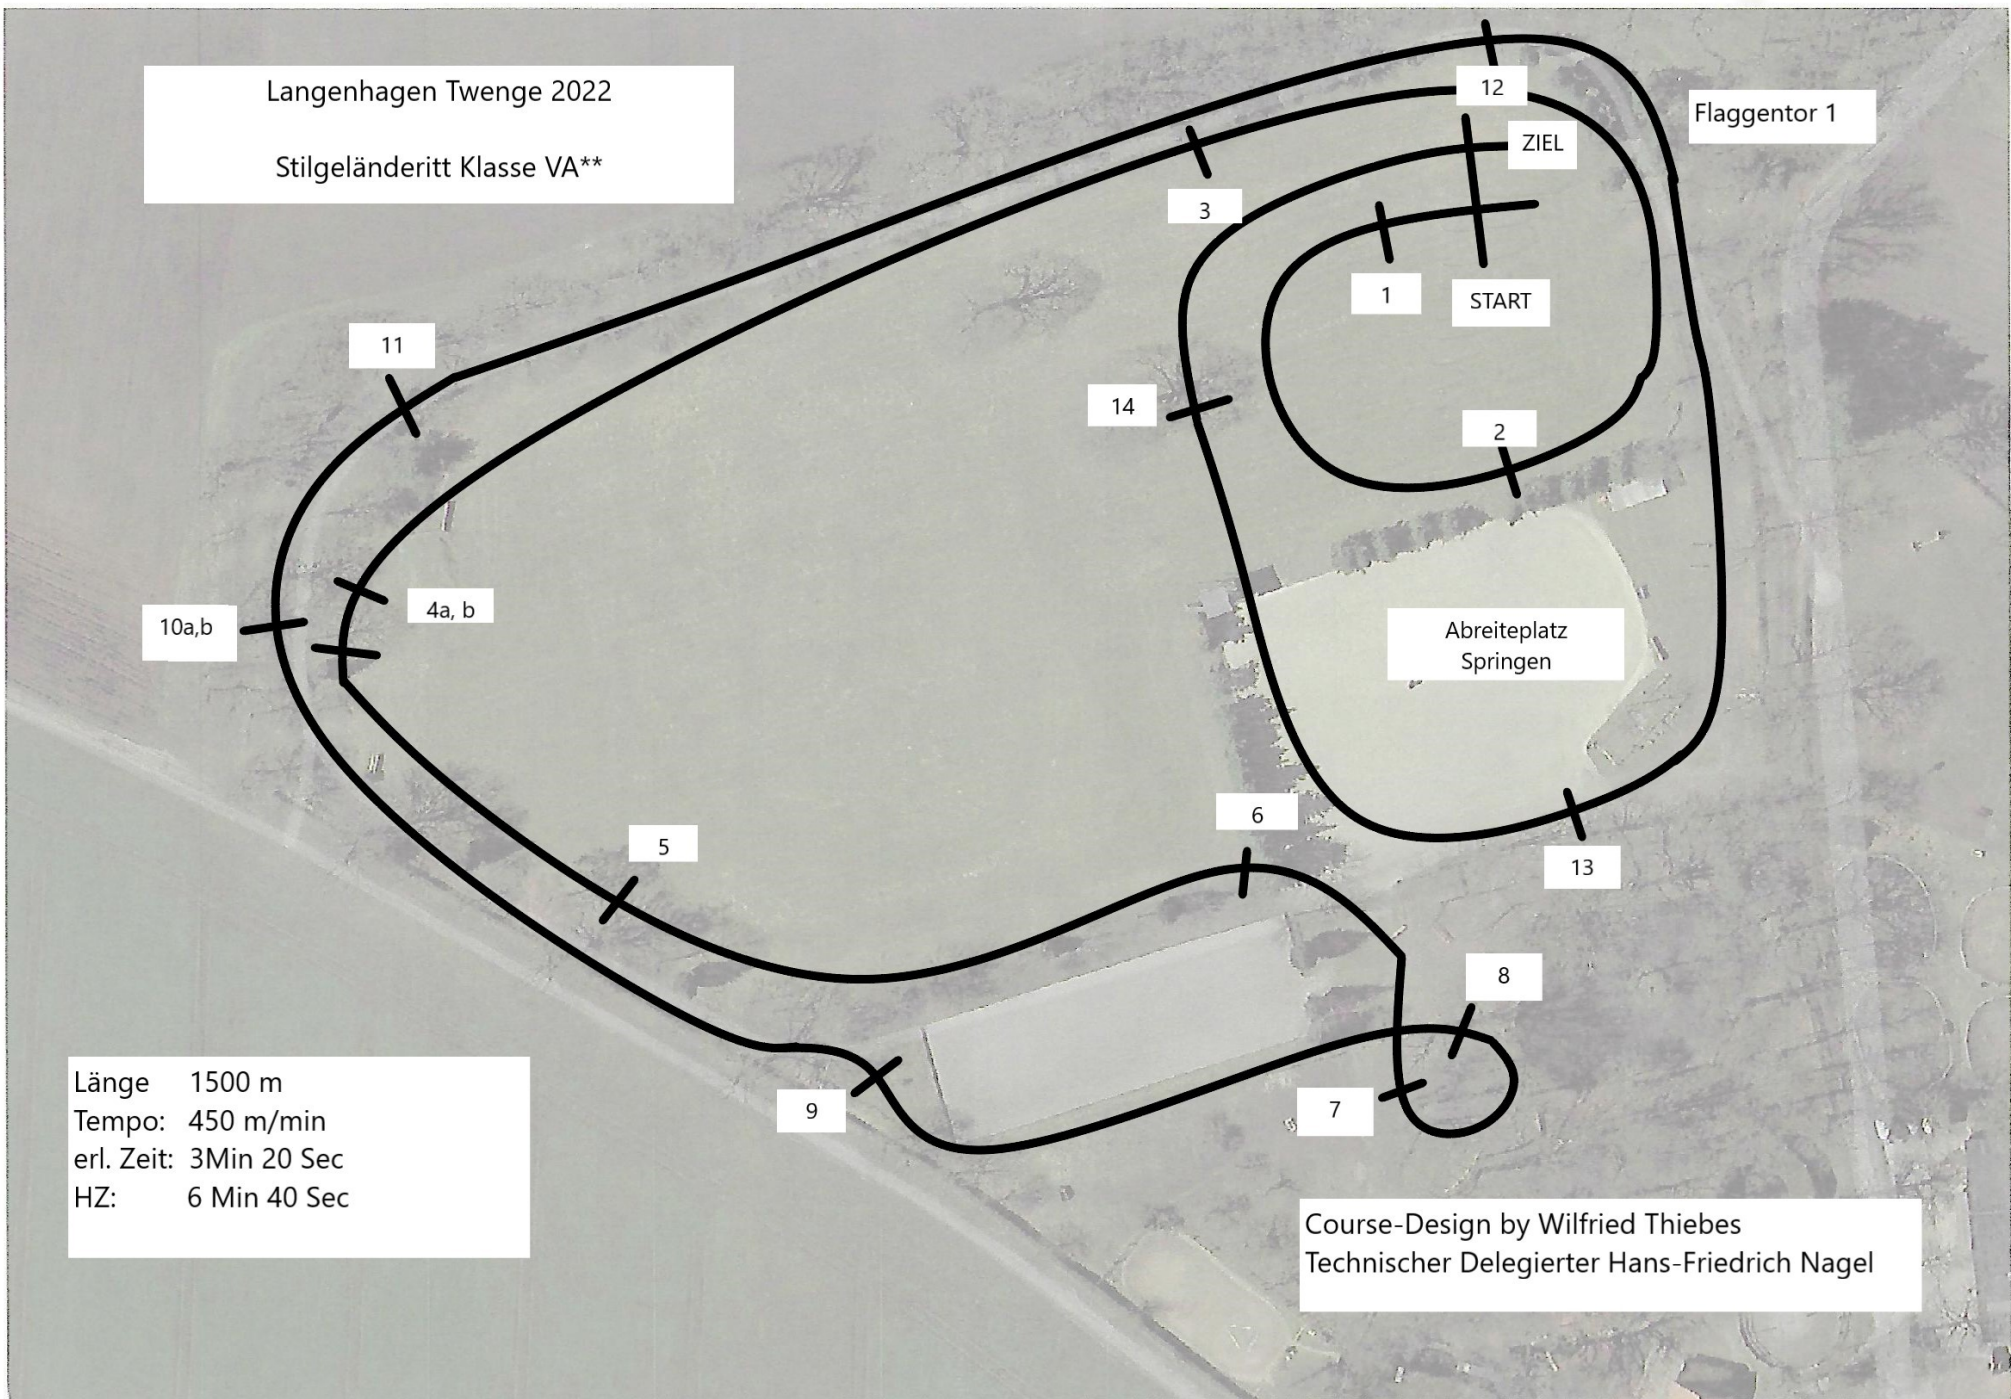 Langenhagen Twenge 2022
Stilgeländeritt Klasse VA**
12
Flaggentor 1
ZIEL
3
1
START
11
14
2
4a, b
10a,b
Abreiteplatz
Springen
6
5
13
8
9
7
Länge 1500 m
Tempo: 450 m/min
erl. Zeit: 3Min 20 Sec
HZ: 6 Min 40 Sec
Course-Design by Wilfried Thiebes
Technischer Delegierter Hans-Friedrich Nagel